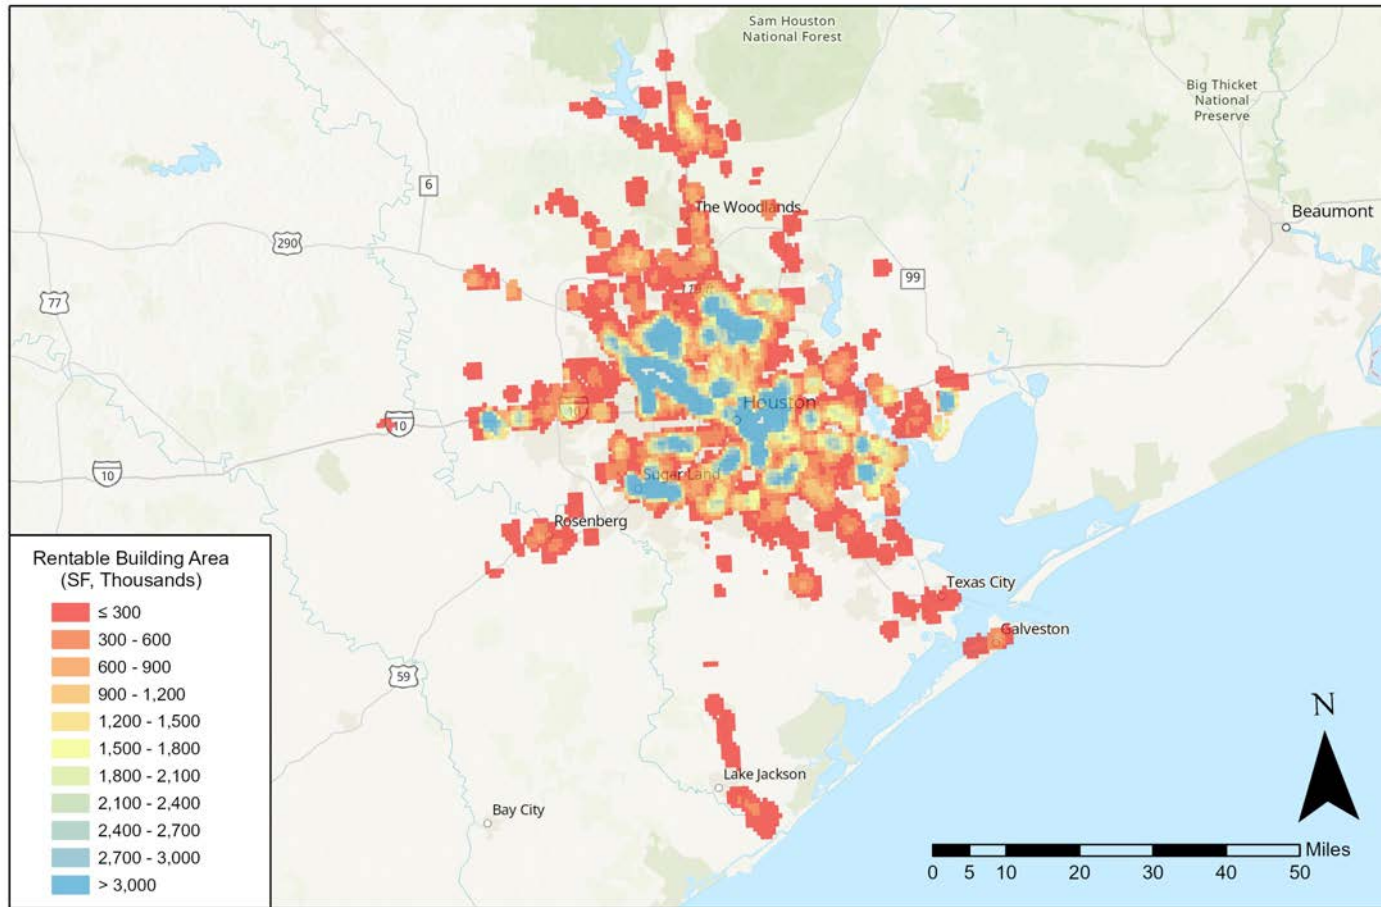 Sam Houston
National Forest
Big Thicket
National
Preserve
6
The Woodlands
Beaumont
290
99
77
Houston
10
10
10
Sugar Land
Rosenberg
Texas City
Galveston
59
Lake Jackson
Bay City
Rentable Building Area
(SF, Thousands)
≤ 300
300 - 600
600 - 900
900 - 1,200
1,200 - 1,500
1,500 - 1,800
1,800 - 2,100
2,100 - 2,400
2,400 - 2,700
2,700 - 3,000
> 3,000
N
Miles
0 5 10 20 30 40 50